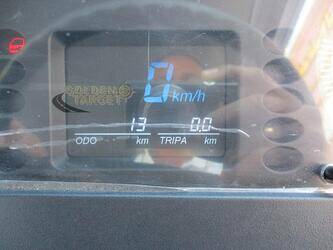 0 km/h
GOLDEN
TARGET
13 0.0
ODO km TRIPA km